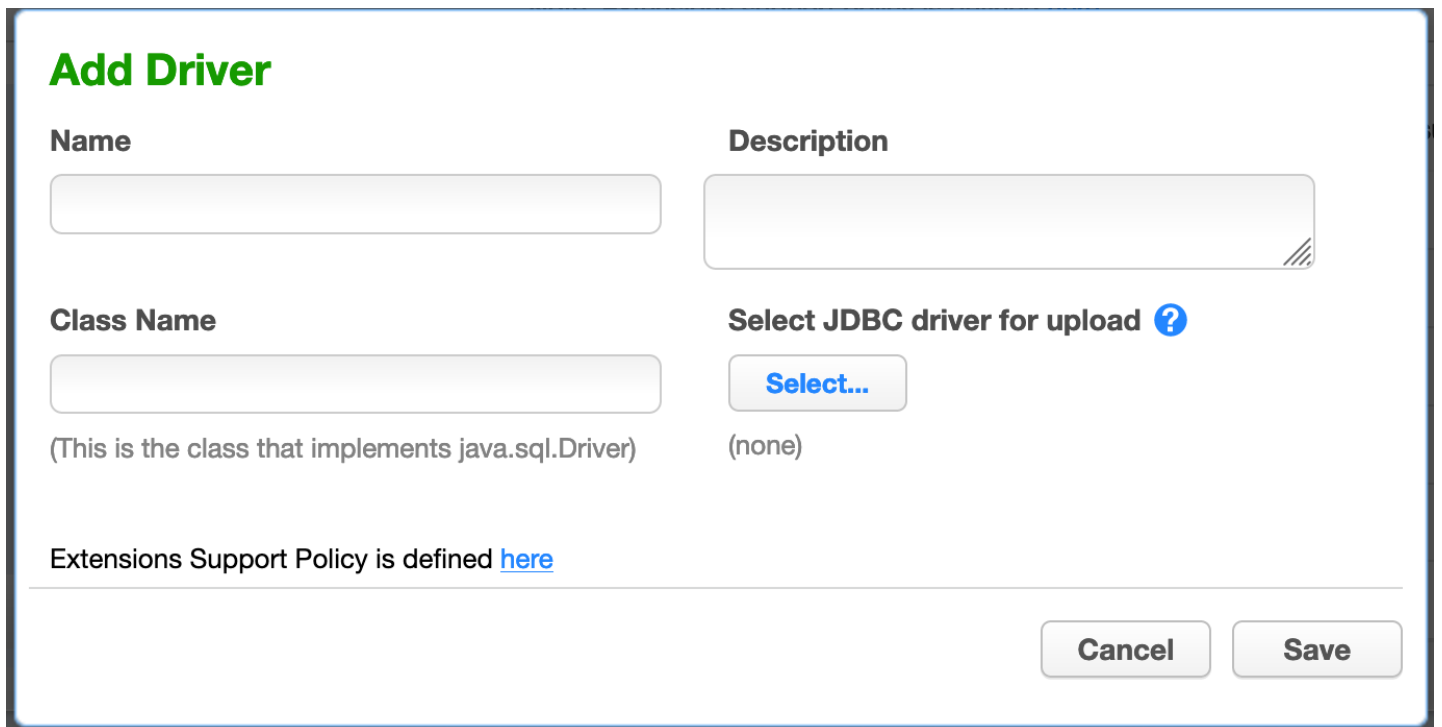 Add Driver
Name
Description
Class Name
Select JDBC driver for upload ?
Select...
(This is the class that implements java.sql.Driver)
(none)
Extensions Support Policy is defined here
Cancel
Save